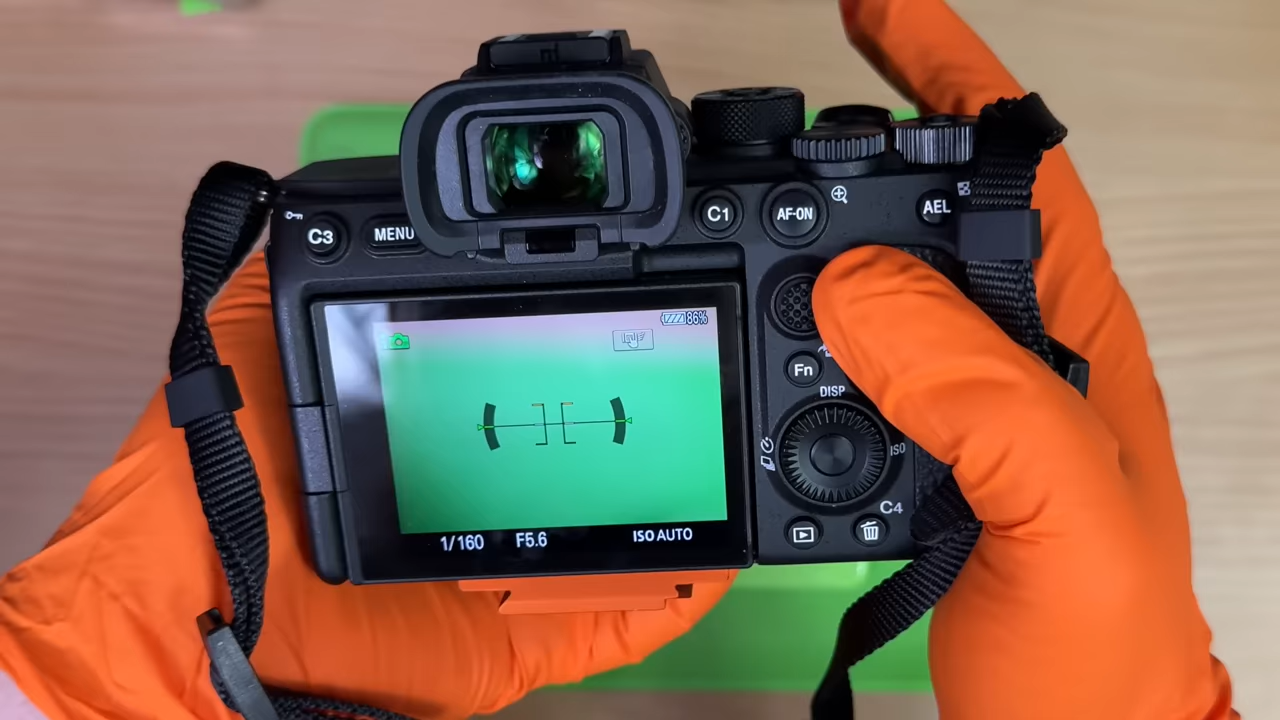 C1
AF-ON
AEL
C3
MENU
86%
Fn
DISP
ISO
C4
1/160 F5.6 ISO AUTO